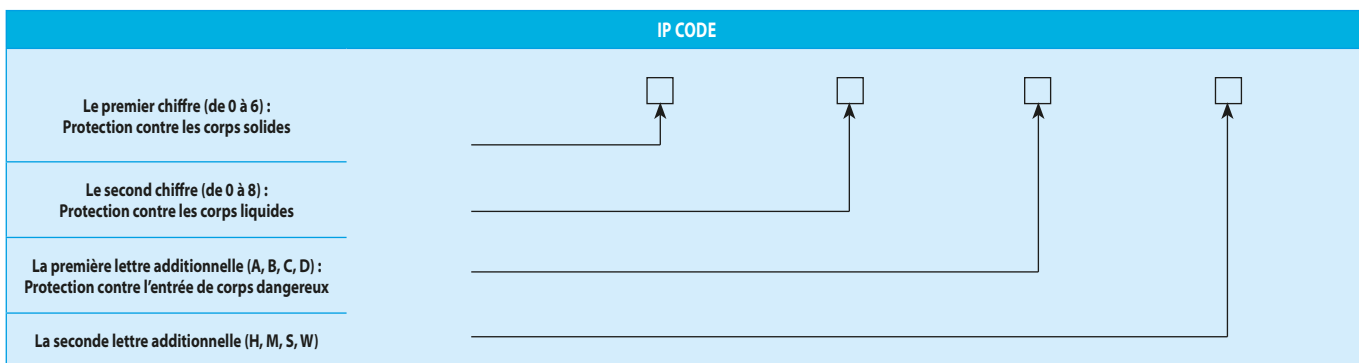 IP CODE
Le premier chiffre (de 0 à 6) :
Protection contre les corps solides
Le second chiffre (de 0 à 8) :
Protection contre les corps liquides
La première lettre additionnelle (A, B, C, D) :
Protection contre l'entrée de corps dangereux
La seconde lettre additionnelle (H, M, S, W)